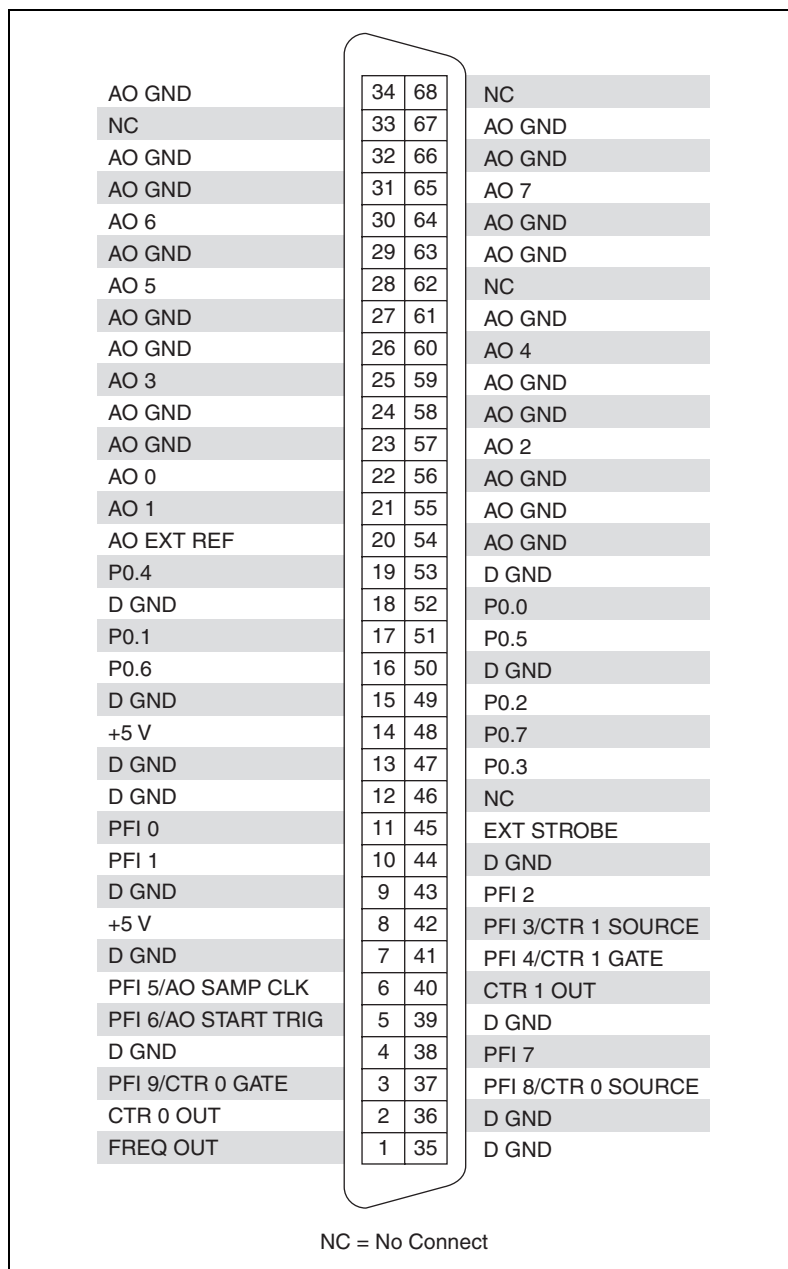 AO GND 34 68 NC
NC 33 67 AO GND
AO GND 32 66 AO GND
AO GND 31 65 AO 7
AO 6 30 64 AO GND
AO GND 29 63 AO GND
AO 5 28 62 NC
AO GND 27 61 AO GND
AO GND 26 60 AO 4
AO 3 25 59 AO GND
AO GND 24 58 AO GND
AO GND 23 57 AO 2
AO 0 22 56 AO GND
AO 1 21 55 AO GND
AO EXT REF 20 54 AO GND
P0.4 19 53 D GND
D GND 18 52 P0.0
P0.1 17 51 P0.5
P0.6 16 50 D GND
D GND 15 49 P0.2
+5 V 14 48 P0.7
D GND 13 47 P0.3
D GND 12 46 NC
PFI 0 11 45 EXT STROBE
PFI 1 10 44 D GND
D GND 9 43 PFI 2
+5 V 8 42 PFI 3/CTR 1 SOURCE
D GND 7 41 PFI 4/CTR 1 GATE
PFI 5/AO SAMP CLK 6 40 CTR 1 OUT
PFI 6/AO START TRIG 5 39 D GND
D GND 4 38 PFI 7
PFI 9/CTR 0 GATE 3 37 PFI 8/CTR 0 SOURCE
CTR 0 OUT 2 36 D GND
FREQ OUT 1 35 D GND
NC = No Connect